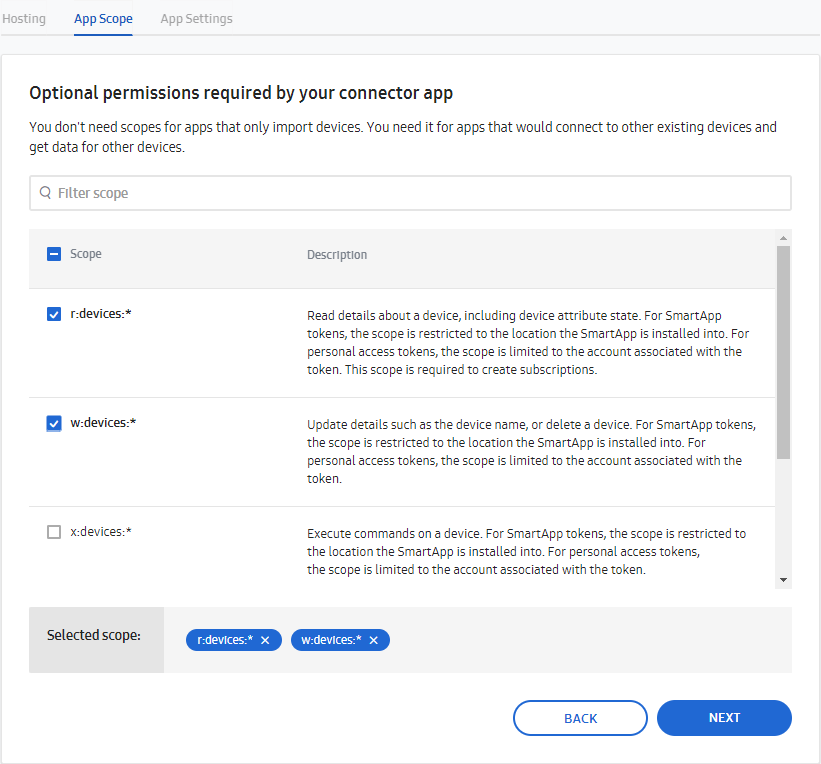 Hosting App Scope App Settings
Optional permissions required by your connector app
You don't need scopes for apps that only import devices. You need it for apps that would connect to other existing devices and
get data for other devices.
Filter scope
Scope Description
r:devices:* Read details about a device, including device attribute state. For SmartApp
tokens, the scope is restricted to the location the SmartApp is installed into. For
personal access tokens, the scope is limited to the account associated with the
token. This scope is required to create subscriptions.
w:devices:* Update details such as the device name, or delete a device. For SmartApp tokens,
the scope is restricted to the location the SmartApp is installed into. For
personal access tokens, the scope is limited to the account associated with the
token.
x:devices:* Execute commands on a device. For SmartApp tokens, the scope is restricted to
the location the SmartApp is installed into. For personal access tokens,
the scope is limited to the account associated with the token.
Selected scope: r:devices:* w:devices:*
BACK NEXT